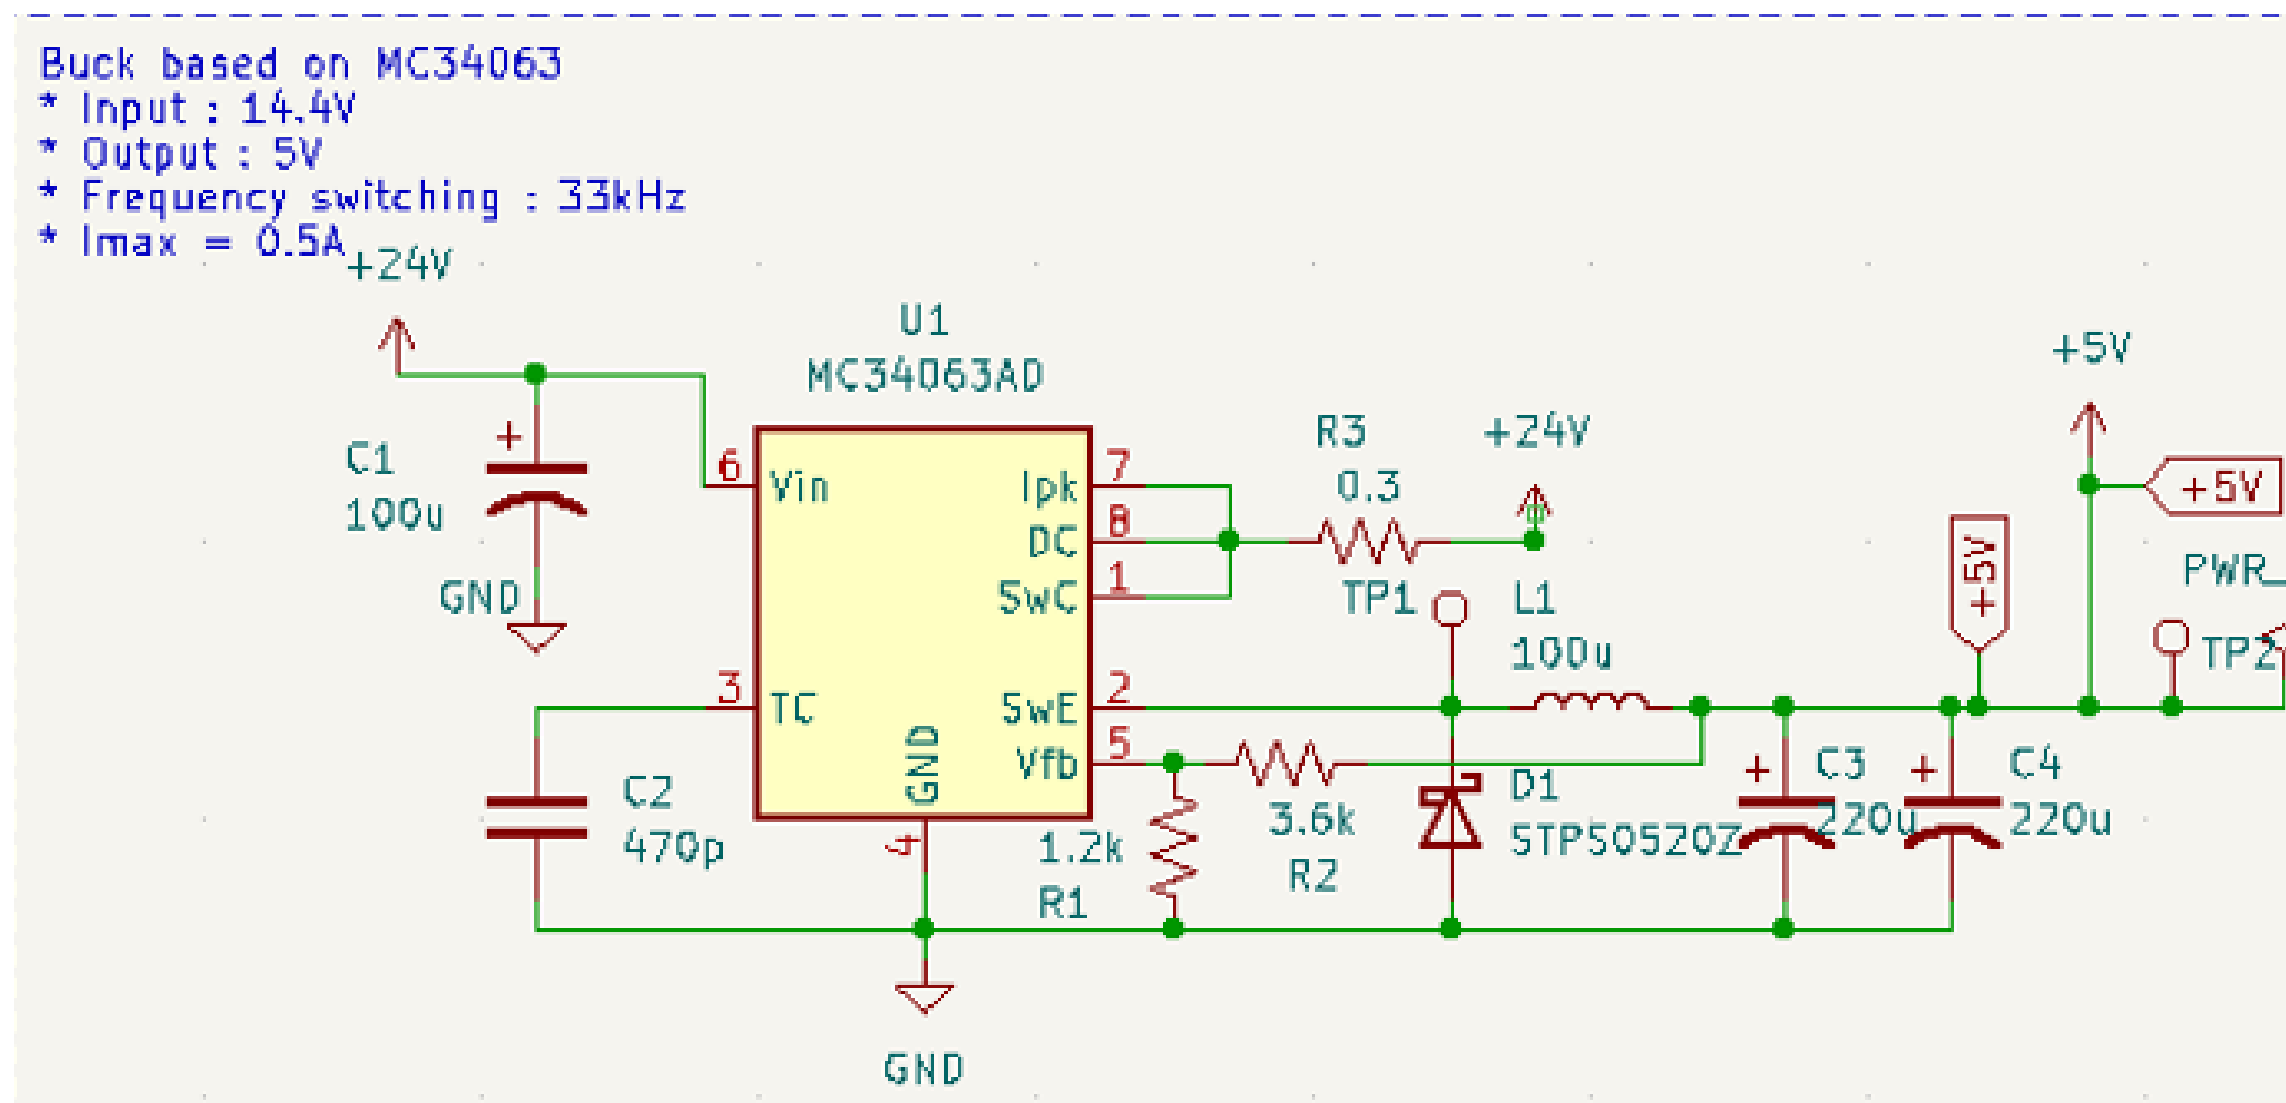 Buck based on MC34063
* Input : 14.4V
* Output : 5V
* Frequency switching : 33kHz
* Imax = 0.5A
+24V
U1
MC34063AD
+5V
+5V
C1
100u
GND
6
Vin
Ipk
7
DC
8
SwC
1
R3
0.3
+24V
TP1
L1
100u
+5V
PWR_
TP2
3
TC
SwE
2
Vfb
5
GND
4
C2
470p
1.2k
R1
3.6k
R2
D1
STPS0520Z
C3
220u
C4
220u
GND